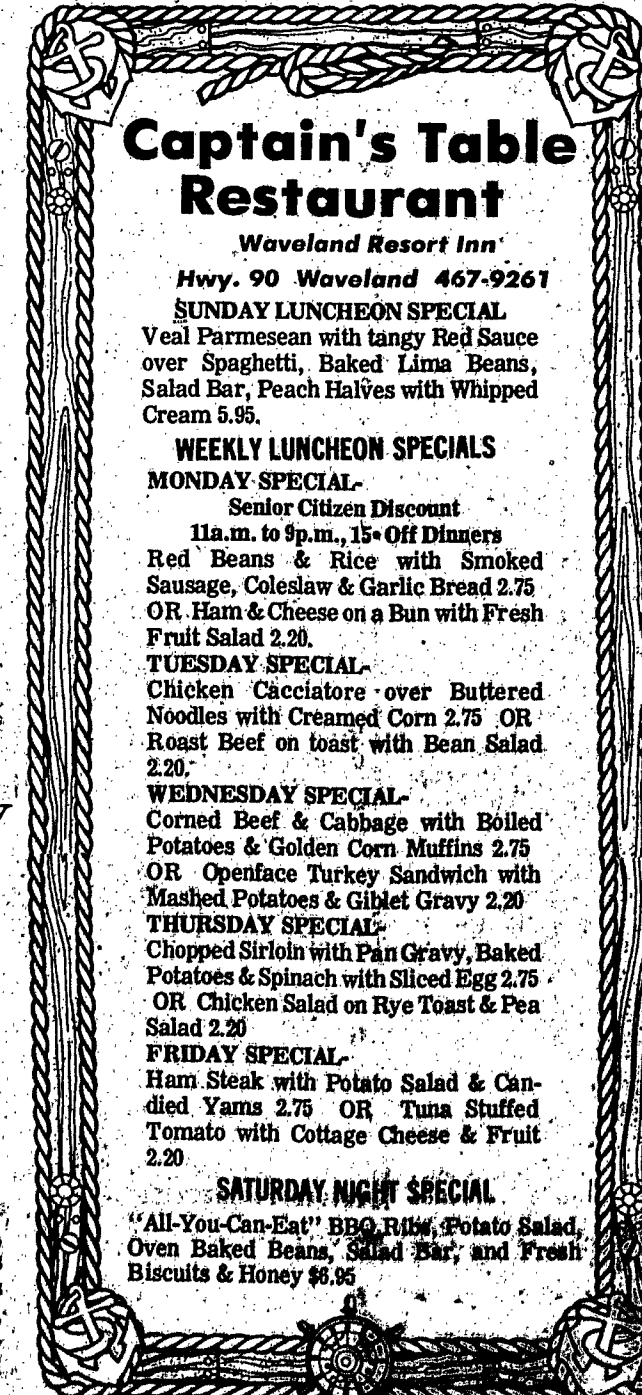 Captain's Table
Restaurant
Waveland Resort Inn
Hwy. 90 Waveland 467-9261
SUNDAY LUNCHEON SPECIAL
Veal Parmesean with tangy Red Sauce
over Spaghetti, Baked Lima Beans,
Salad Bar, Peach Halves with Whipped
Cream 5.95.
WEEKLY LUNCHEON SPECIALS
MONDAY SPECIAL-
Senior Citizen Discount
11a.m. to 9p.m., 15• Off Dinners
Red Beans & Rice with Smoked
Sausage, Coleslaw & Garlic Bread 2.75
OR Ham & Cheese on a Bun with Fresh
Fruit Salad 2.20.
TUESDAY SPECIAL-
Chicken Cacciatore over Buttered
Noodles with Creamed Corn 2.75 OR
Roast Beef on toast with Bean Salad
2.20.
WEDNESDAY SPECIAL-
Corned Beef & Cabbage with Boiled
Potatoes & Golden Corn Muffins 2.75
OR Openface Turkey Sandwich with
Mashed Potatoes & Giblet Gravy 2.20
THURSDAY SPECIAL-
Chopped Sirloin with Pan Gravy, Baked
Potatoes & Spinach with Sliced Egg 2.75
OR Chicken Salad on Rye Toast & Pea
Salad 2.20
FRIDAY SPECIAL-
Ham Steak with Potato Salad & Can-
died Yams 2.75 OR Tuna Stuffed
Tomato with Cottage Cheese & Fruit
2.20
SATURDAY NIGHT SPECIAL
"All-You-Can-Eat" BBQ Ribs, Potato Salad,
Oven Baked Beans, Salad Bar, and Fresh
Biscuits & Honey $6.95